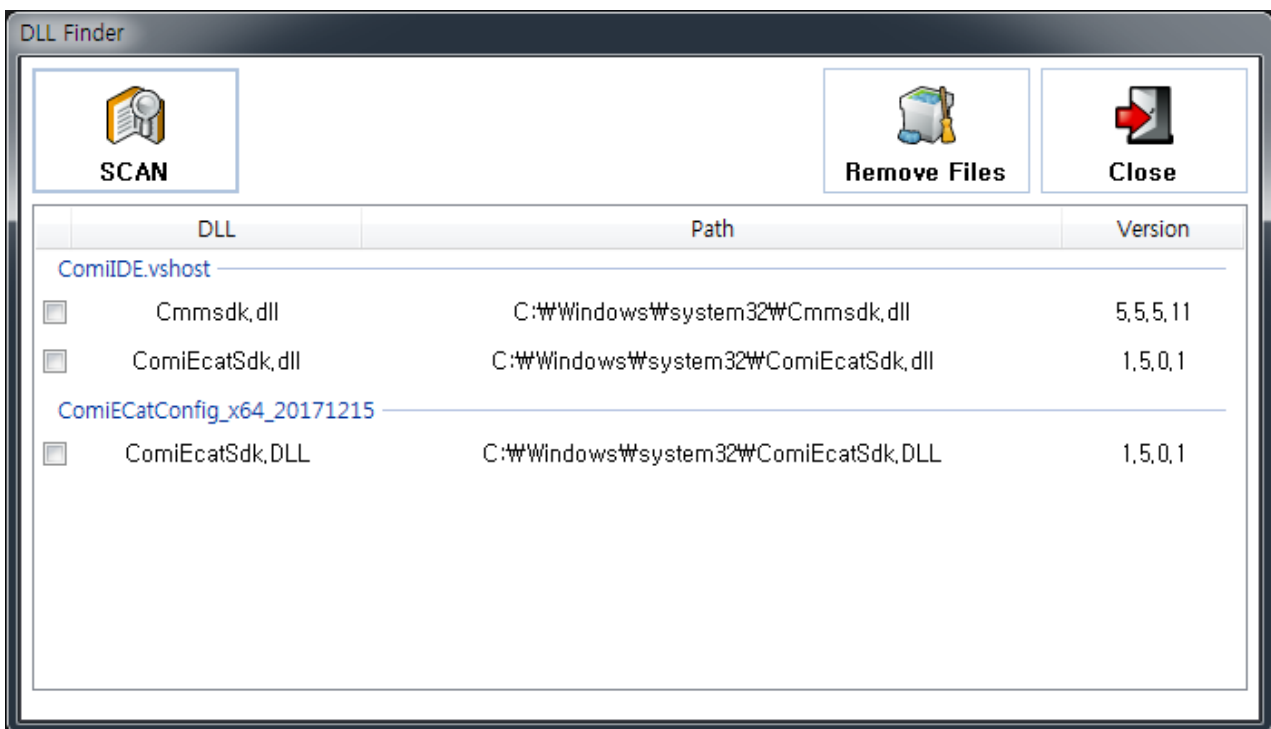 DLL Finder
SCAN
Remove Files
Close
DLL Path Version
ComiIDE.vshost
Cmmsdk.dll C:₩Windows₩system32₩Cmmsdk.dll 5,5,5,11
ComiEcatSdk.dll C:₩Windows₩system32₩ComiEcatSdk.dll 1,5,0,1
ComiECatConfig_x64_20171215
ComiEcatSdk.DLL C:₩Windows₩system32₩ComiEcatSdk.DLL 1,5,0,1